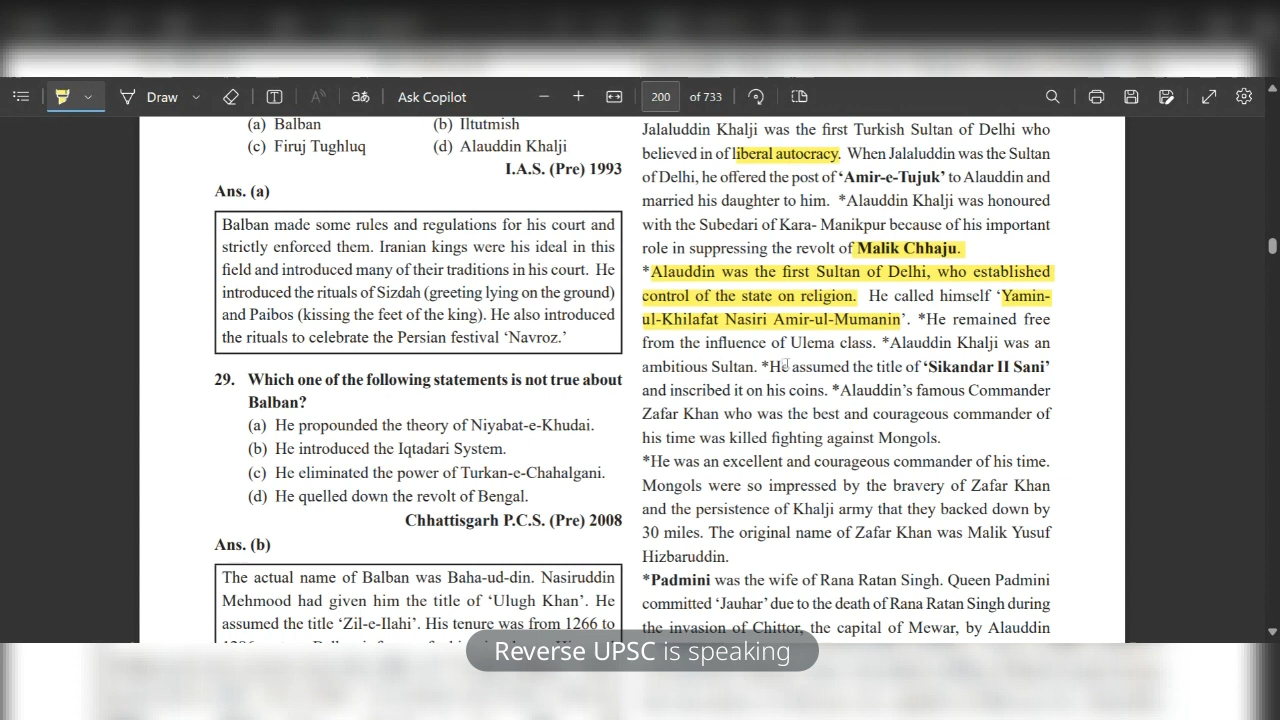 Draw
200
of 733
Ask Copilot
(a) Balban
(b) Iltutmish
(c) Firuj Tughluq
(d) Alauddin Khalji
I.A.S. (Pre) 1993
Ans. (a)
Balban made some rules and regulations for his court and
strictly enforced them. Iranian kings were his ideal in this
field and introduced many of their traditions in his court. He
introduced the rituals of Sizdah (greeting lying on the ground)
and Paibos (kissing the feet of the king). He also introduced
the rituals to celebrate the Persian festival ‘Navroz.’
29. Which one of the following statements is not true about
Balban?
(a) He propounded the theory of Niyabat-e-Khudai.
(b) He introduced the Iqtadari System.
(c) He eliminated the power of Turkan-e-Chahalgani.
(d) He quelled down the revolt of Bengal.
Chhattisgarh P.C.S. (Pre) 2008
Ans. (b)
The actual name of Balban was Baha-ud-din. Nasiruddin
Mehmood had given him the title of ‘Ulugh Khan’. He
assumed the title ‘Zil-e-Ilahi’. His tenure was from 1266 to
Jalaluddin Khalji was the first Turkish Sultan of Delhi who
believed in of liberal autocracy. When Jalaluddin was the Sultan
of Delhi, he offered the post of ‘Amir-e-Tujuk’ to Alauddin and
married his daughter to him. *Alauddin Khalji was honoured
with the Subedari of Kara- Manikpur because of his important
role in suppressing the revolt of Malik Chhaju.
*Alauddin was the first Sultan of Delhi, who established
control of the state on religion. He called himself ‘Yamin-
ul-Khilafat Nasiri Amir-ul-Mumanin’. *He remained free
from the influence of Ulema class. *Alauddin Khalji was an
ambitious Sultan. *He assumed the title of ‘Sikandar II Sani’
and inscribed it on his coins. *Alauddin’s famous Commander
Zafar Khan who was the best and courageous commander of
his time was killed fighting against Mongols.
*He was an excellent and courageous commander of his time.
Mongols were so impressed by the bravery of Zafar Khan
and the persistence of Khalji army that they backed down by
30 miles. The original name of Zafar Khan was Malik Yusuf
Hizbaruddin.
*Padmini was the wife of Rana Ratan Singh. Queen Padmini
committed ‘Jauhar’ due to the death of Rana Ratan Singh during
the invasion of Chittor, the capital of Mewar, by Alauddin
Reverse UPSC is speaking